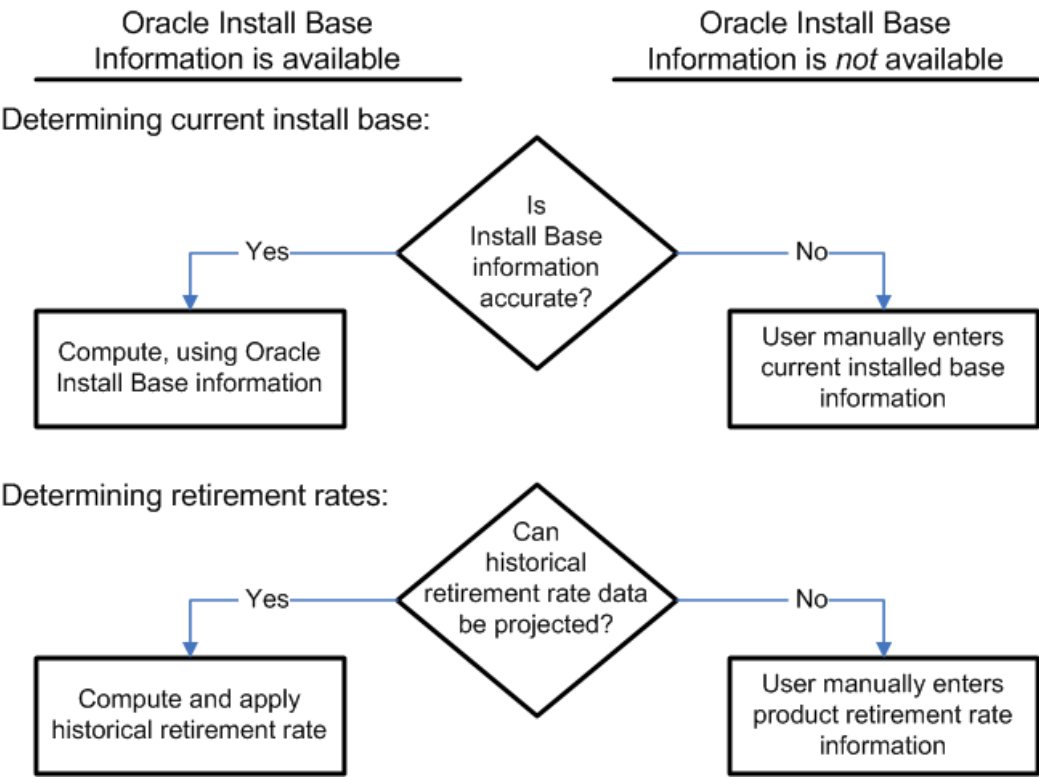 Oracle Install Base
Information is available
Oracle Install Base
Information is not available
Determining current install base:
Is
Install Base
information
accurate?
Yes
No
Compute, using Oracle
Install Base information
User manually enters
current installed base
information
Determining retirement rates:
Can
historical
retirement rate data
be projected?
Yes
No
Compute and apply
historical retirement rate
User manually enters
product retirement rate
information